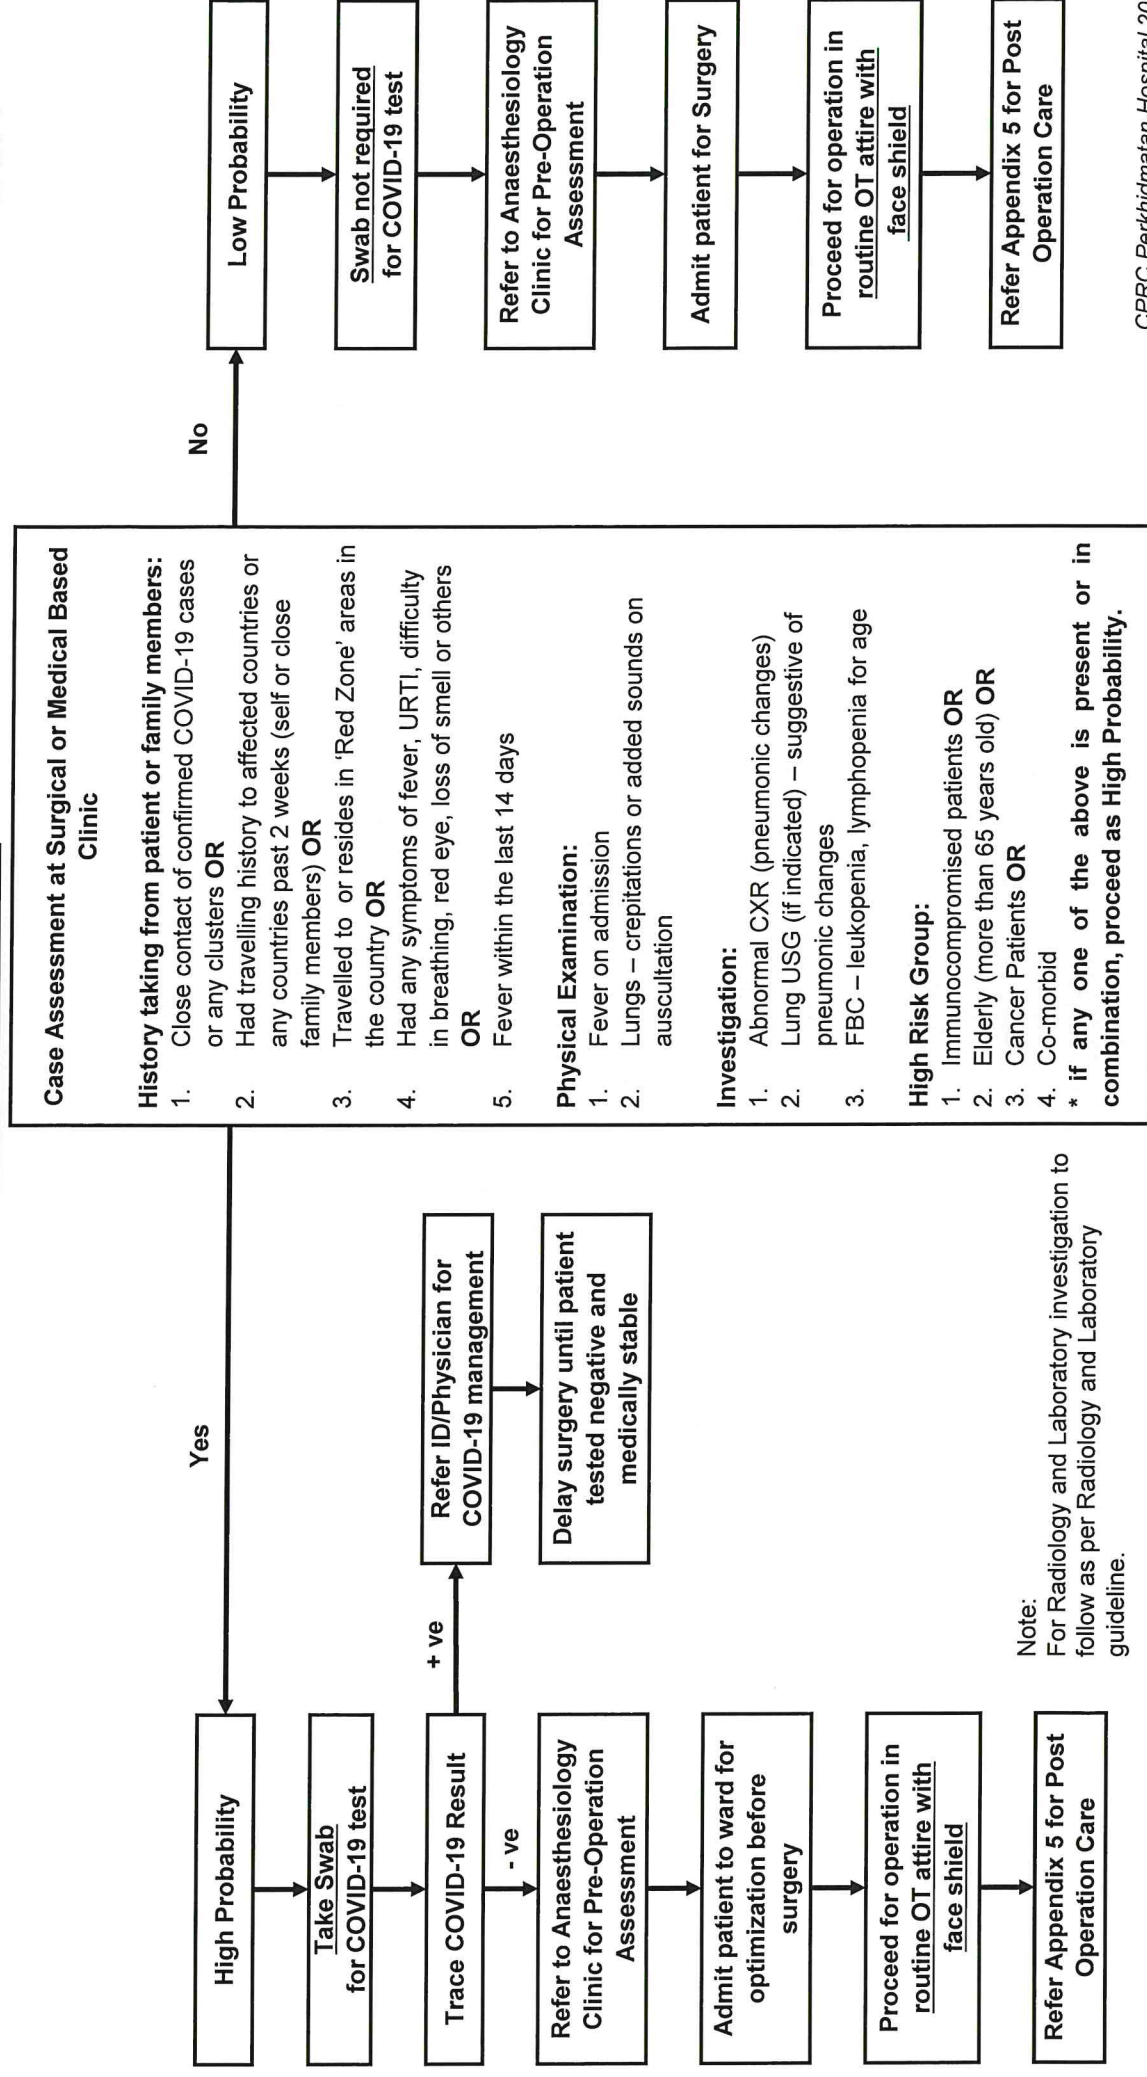 Case Assessment at Surgical or Medical Based
Clinic
History taking from patient or family members:
1. Close contact of confirmed COVID-19 cases
or any clusters OR
2. Had travelling history to affected countries or
any countries past 2 weeks (self or close
family members) OR
3. Travelled to or resides in 'Red Zone' areas in
the country OR
4. Had any symptoms of fever, URTI, difficulty
in breathing, red eye, loss of smell or others
OR
5. Fever within the last 14 days
Physical Examination:
1. Fever on admission
2. Lungs – crepitations or added sounds on
auscultation
Investigation:
1. Abnormal CXR (pneumonic changes)
2. Lung USG (if indicated) – suggestive of
pneumonic changes
3. FBC – leukopenia, lymphopenia for age
High Risk Group:
1. Immunocompromised patients OR
2. Elderly (more than 65 years old) OR
3. Cancer Patients OR
4. Co-morbid
* if any one of the above is present or in
combination, proceed as High Probability.
Yes
High Probability
Take Swab
for COVID-19 test
Trace COVID-19 Result
+ ve
Refer ID/Physician for
COVID-19 management
Delay surgery until patient
tested negative and
medically stable
- ve
Refer to Anaesthesiology
Clinic for Pre-Operation
Assessment
Admit patient to ward for
optimization before
surgery
Proceed for operation in
routine OT attire with
face shield
Refer Appendix 5 for Post
Operation Care
Note:
For Radiology and Laboratory investigation to
follow as per Radiology and Laboratory
guideline.
No
Low Probability
Swab not required
for COVID-19 test
Refer to Anaesthesiology
Clinic for Pre-Operation
Assessment
Admit patient for Surgery
Proceed for operation in
routine OT attire with
face shield
Refer Appendix 5 for Post
Operation Care
CPRC Perkhidmatan Hospital